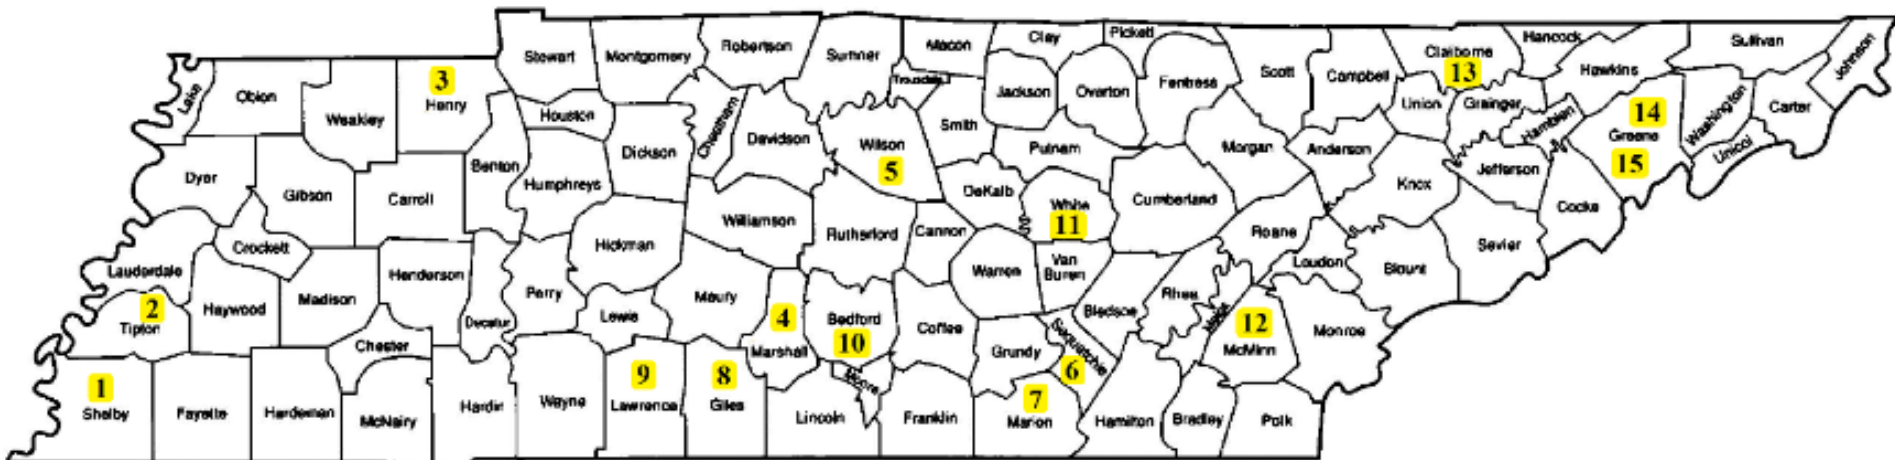 Stewart
Montgomery
Robertson
Sumner
Macon
Clay
Pickett
Claiborne
13
Hancock
Sullivan
Johnson
Lake
Obion
Weakley
3
Henry
Houston
Cheatham
Trousdale
Jackson
Overton
Fentress
Scott
Campbell
Union
Grainger
Hawkins
Hamblen
14
Greene
15
Washington
Carter
Unicoi
Dyer
Gibson
Carroll
Benton
Humphreys
Dickson
Davidson
Wilson
5
Smith
Putnam
DeKalb
White
11
Cumberland
Morgan
Anderson
Knox
Jefferson
Cocke
Sevier
Crockett
Hickman
Williamson
Rutherford
Cannon
Warren
Van
Buren
Roane
Loudon
Blount
Lauderdale
2
Tipton
Haywood
Madison
Henderson
Decatur
Perry
Lewis
Maury
4
Marshall
Bedford
10
Coffee
Grundy
Sequatchie
6
Bledsoe
Rhea
Meigs
12
McMinn
Monroe
1
Shelby
Fayette
Hardeman
Chester
McNairy
Hardin
Wayne
9
Lawrence
8
Giles
Lincoln
Moore
Franklin
7
Marion
Hamilton
Bradley
Polk